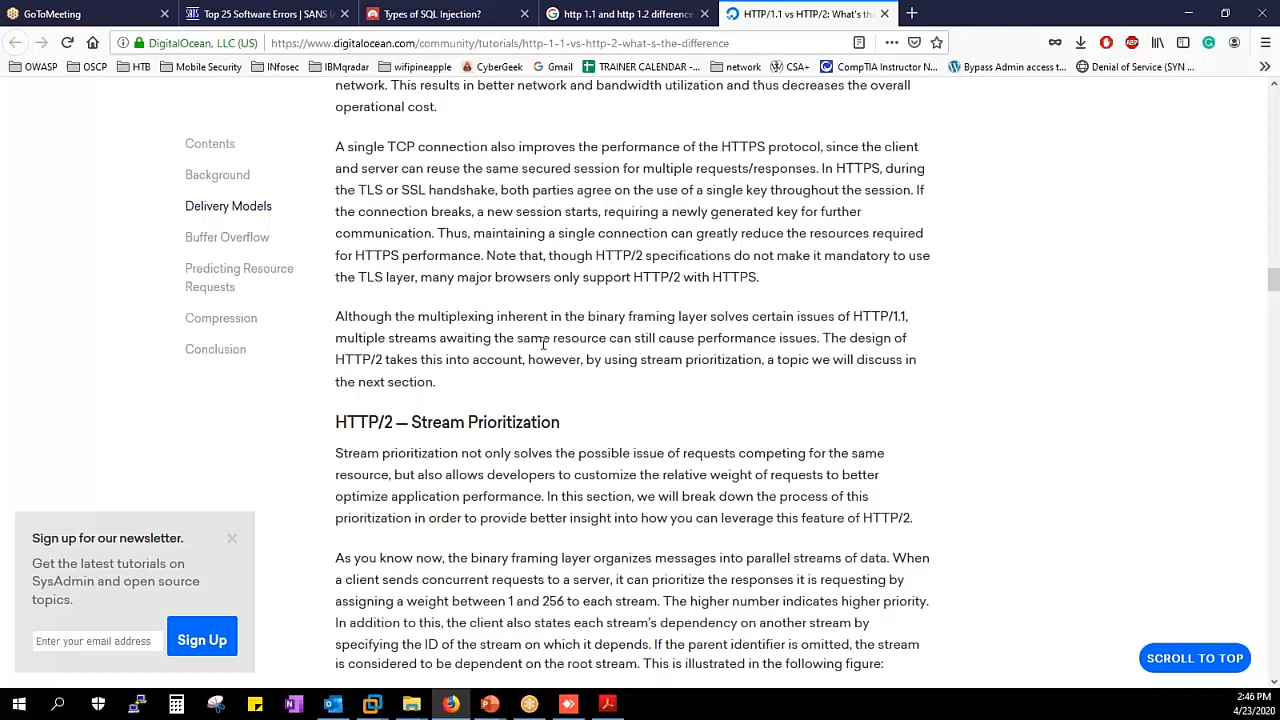 GoToMeeting
Top 25 Software Errors | SANS I
Types of SQL Injection?
http 1.1 and http 1.2 difference
HTTP/1.1 vs HTTP/2: What's the
DigitalOcean, LLC (US)
https://www.digitalocean.com/community/tutorials/http-1-1-vs-http-2-what-s-the-difference
OWASP
OSCP
HTB
Mobile Security
INfosec
IBMqradar
wifipineapple
CyberGeek
Gmail
TRAINER CALENDAR -...
network
CSA+
CompTIA Instructor N...
Bypass Admin access t...
Denial of Service (SYN ...
network. This results in better network and bandwidth utilization and thus decreases the overall
operational cost.
Contents
Background
Delivery Models
Buffer Overflow
Predicting Resource
Requests
Compression
Conclusion
A single TCP connection also improves the performance of the HTTPS protocol, since the client
and server can reuse the same secured session for multiple requests/responses. In HTTPS, during
the TLS or SSL handshake, both parties agree on the use of a single key throughout the session. If
the connection breaks, a new session starts, requiring a newly generated key for further
communication. Thus, maintaining a single connection can greatly reduce the resources required
for HTTPS performance. Note that, though HTTP/2 specifications do not make it mandatory to use
the TLS layer, many major browsers only support HTTP/2 with HTTPS.
Although the multiplexing inherent in the binary framing layer solves certain issues of HTTP/1.1,
multiple streams awaiting the same resource can still cause performance issues. The design of
HTTP/2 takes this into account, however, by using stream prioritization, a topic we will discuss in
the next section.
HTTP/2 — Stream Prioritization
Stream prioritization not only solves the possible issue of requests competing for the same
resource, but also allows developers to customize the relative weight of requests to better
optimize application performance. In this section, we will break down the process of this
prioritization in order to provide better insight into how you can leverage this feature of HTTP/2.
As you know now, the binary framing layer organizes messages into parallel streams of data. When
a client sends concurrent requests to a server, it can prioritize the responses it is requesting by
assigning a weight between 1 and 256 to each stream. The higher number indicates higher priority.
In addition to this, the client also states each stream's dependency on another stream by
specifying the ID of the stream on which it depends. If the parent identifier is omitted, the stream
is considered to be dependent on the root stream. This is illustrated in the following figure:
Sign up for our newsletter.
Get the latest tutorials on
SysAdmin and open source
topics.
Enter your email address
Sign Up
SCROLL TO TOP
2:46 PM
4/23/2020